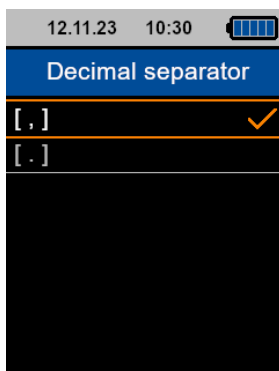 12.11.23 10:30
Decimal separator
[ , ]
[ . ]